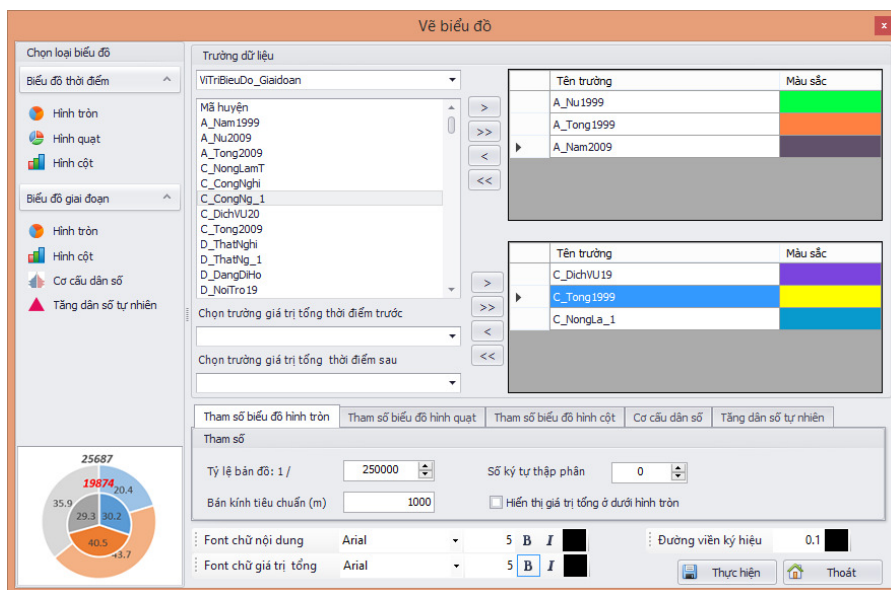 Vẽ biểu đồ
x
Chọn loại biểu đồ
Biểu đồ thời điểm
Hình tròn
Hình quạt
Hình cột
Biểu đồ giai đoạn
Hình tròn
Hình cột
Cơ cấu dân số
Tăng dân số tự nhiên
25687
19874
20.4
35.9
29.3
30.2
40.5
43.7
Trường dữ liệu
ViTriBieuDo_Giaidoan
Mã huyện
A_Nam1999
A_Nu2009
A_Tong2009
C_NongLamT
C_CongNghi
C_CongNg_1
C_DichVU20
C_Tong2009
D_ThatNghi
D_ThatNg_1
D_DangDiHo
D_NoiTro19
>
>>
<
<<
Tên trường Màu sắc
A_Nu1999
A_Tong1999
A_Nam2009
Chọn trường giá trị tổng thời điểm trước
Chọn trường giá trị tổng thời điểm sau
>
>>
<
<<
Tên trường Màu sắc
C_DichVU19
C_Tong1999
C_NongLa_1
Tham số biểu đồ hình tròn Tham số biểu đồ hình quạt Tham số biểu đồ hình cột Cơ cấu dân số Tăng dân số tự nhiên
Tham số
Tỷ lệ bản đồ: 1 / 250000 Số ký tự thập phân 0
Bán kính tiêu chuẩn (m) 1000 Hiển thị giá trị tổng ở dưới hình tròn
Font chữ nội dung Arial 5 B I Đường viền ký hiệu 0.1
Font chữ giá trị tổng Arial 5 B I Thực hiện Thoát